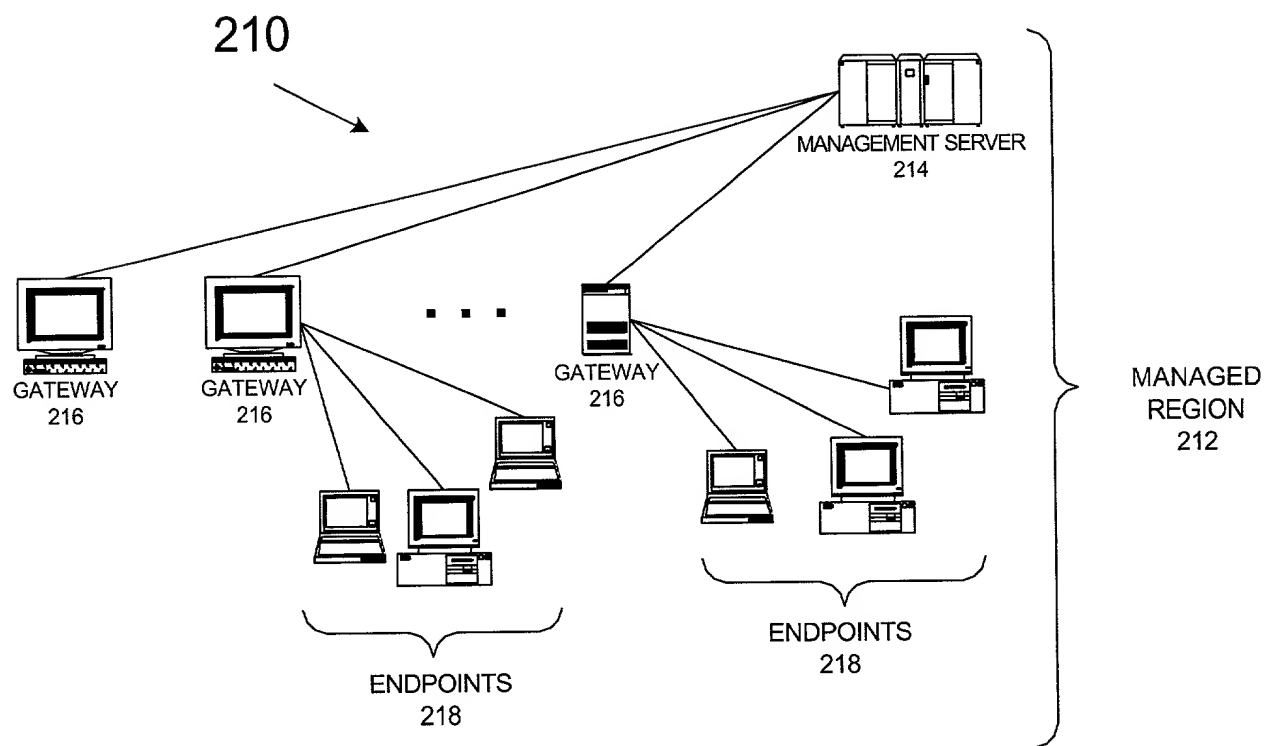 210
MANAGEMENT SERVER
214
GATEWAY
216
GATEWAY
216
GATEWAY
216
MANAGED
REGION
212
ENDPOINTS
218
ENDPOINTS
218